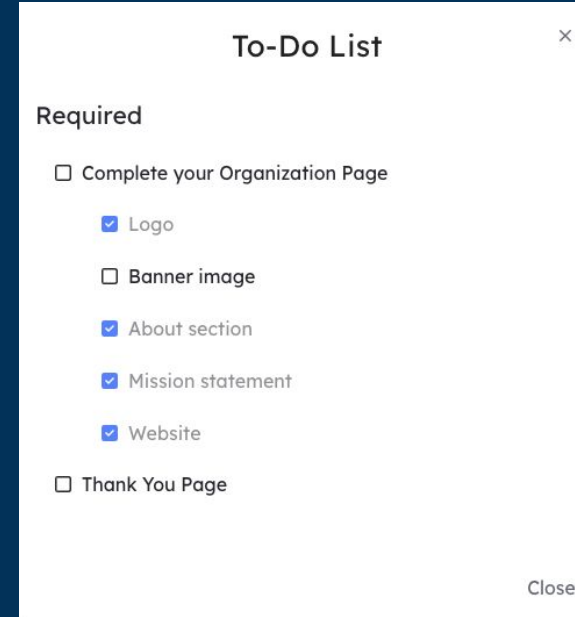 To-Do List
Required
Complete your Organization Page
Logo
Banner image
About section
Mission statement
Website
Thank You Page
Close